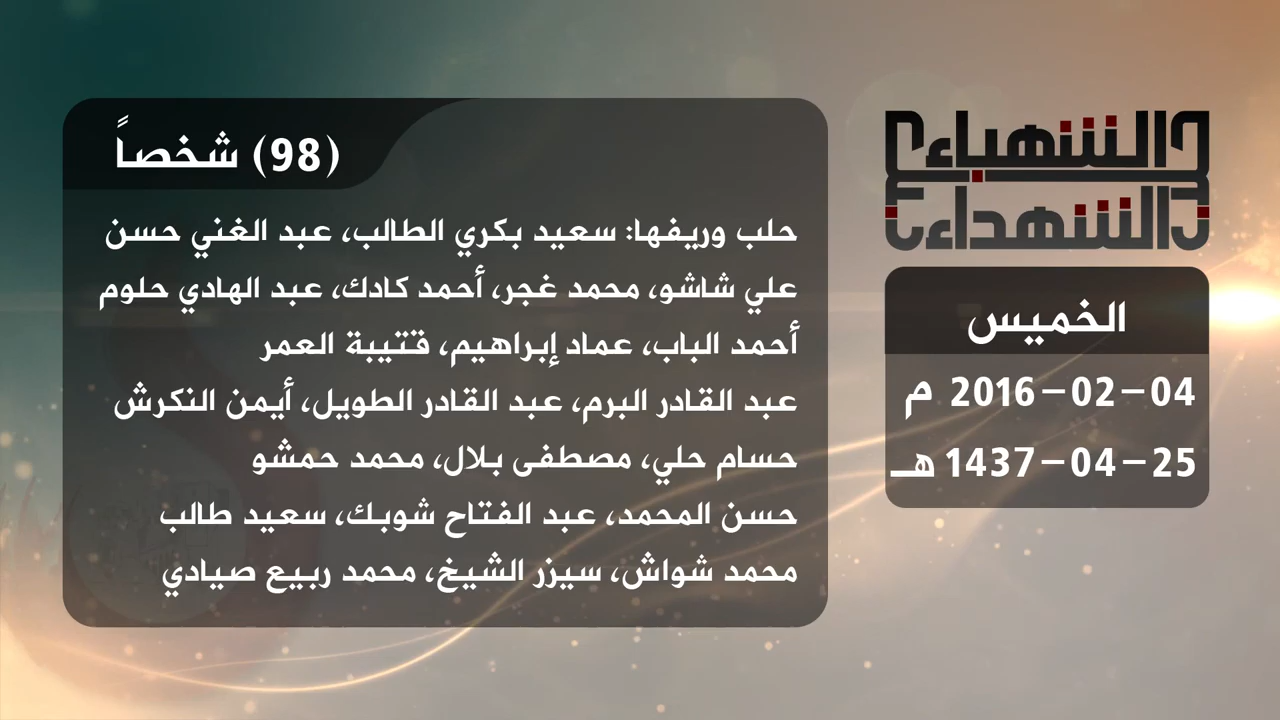 والشهباء
والشهداء
الخميس
2016-02-04 م
1437-04-25 هـ
(98) شخصاً
حلب وريفها: سعيد بكري الطالب، عبد الغني حسن
علي شاشو، محمد غجر، أحمد كادك، عبد الهادي حلوم
أحمد الباب، عماد إبراهيم، قتيبة العمر
عبد القادر البرم، عبد القادر الطويل، أيمن النكرش
حسام حلي، مصطفى بلال، محمد حمشو
حسن المحمد، عبد الفتاح شوبك، سعيد طالب
محمد شواش، سيزر الشيخ، محمد ربيع صيادي